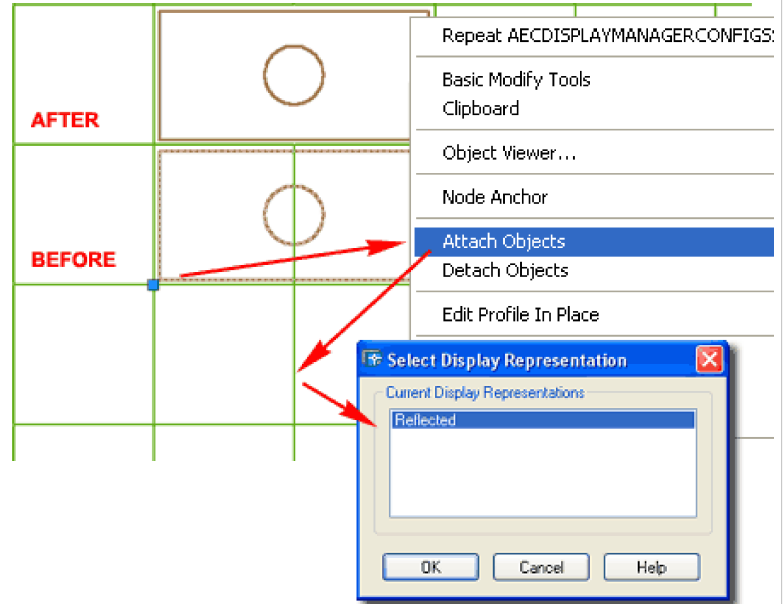 Repeat AECDISPLAYMANAGERCONFIGS
Basic Modify Tools
Clipboard
AFTER
Object Viewer...
Node Anchor
Attach Objects
BEFORE
Detach Objects
Edit Profile In Place
Select Display Representation
Current Display Representations
Reflected
OK
Cancel
Help